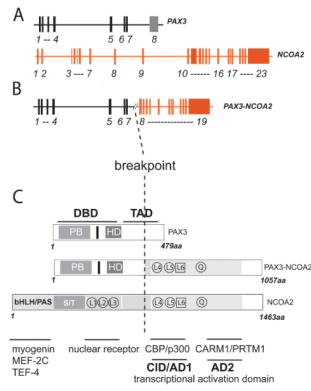 A
PAX3
1 -- 4 5 6 7 8
NCOA2
1 2 3 --- 7 8 9 10 ------- 16 17 ---- 23
B
PAX3-NCOA2
1 -- 4 5 6 7 8 ---------- 19
breakpoint
C
DBD TAD
PB HD PAX3
1 479aa
PB HD L4 L5 L6 Q PAX3-NCOA2
1 1057aa
bHLH/PAS S/T L1 L2 L3 L4 L5 L6 Q NCOA2
1 1463aa
myogenin nuclear receptor CBP/p300 CARM1/PRTM1
MEF-2C CID/AD1 AD2
TEF-4 transcriptional activation domain